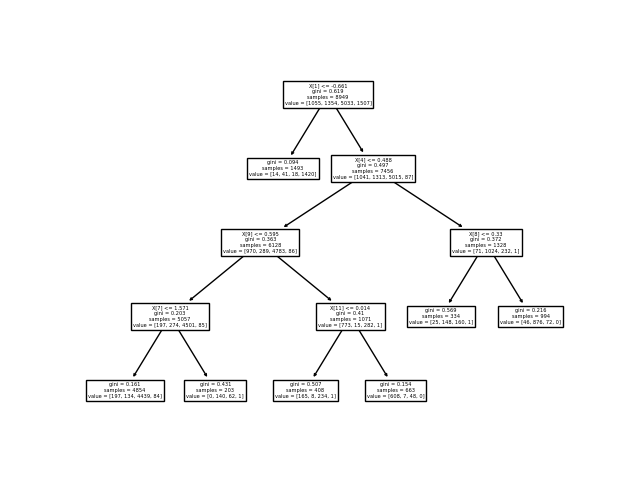 X[1] <= -0.661
gini = 0.619
samples = 8949
value = [1055, 1354, 5033, 1507]
gini = 0.094
samples = 1493
value = [14, 41, 18, 1420]
X[4] <= 0.488
gini = 0.497
samples = 7456
value = [1041, 1313, 5015, 87]
X[9] <= 0.595
gini = 0.363
samples = 6128
value = [970, 289, 4783, 86]
X[8] <= 0.33
gini = 0.372
samples = 1328
value = [71, 1024, 232, 1]
X[7] <= 1.571
gini = 0.203
samples = 5057
value = [197, 274, 4501, 85]
X[11] <= 0.014
gini = 0.41
samples = 1071
value = [773, 15, 282, 1]
gini = 0.569
samples = 334
value = [25, 148, 160, 1]
gini = 0.216
samples = 994
value = [46, 876, 72, 0]
gini = 0.161
samples = 4854
value = [197, 134, 4439, 84]
gini = 0.431
samples = 203
value = [0, 140, 62, 1]
gini = 0.507
samples = 408
value = [165, 8, 234, 1]
gini = 0.154
samples = 663
value = [608, 7, 48, 0]